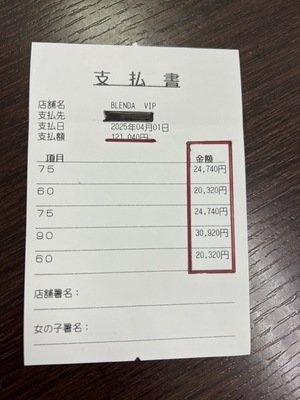 支 払 書
店舗名 BLENDA VIP
支払先
支払日 2025年04月01日
支払額 121,040円
項目 金額
75 24,740円
60 20,320円
75 24,740円
90 30,920円
60 20,320円
店舗署名：
女の子署名：